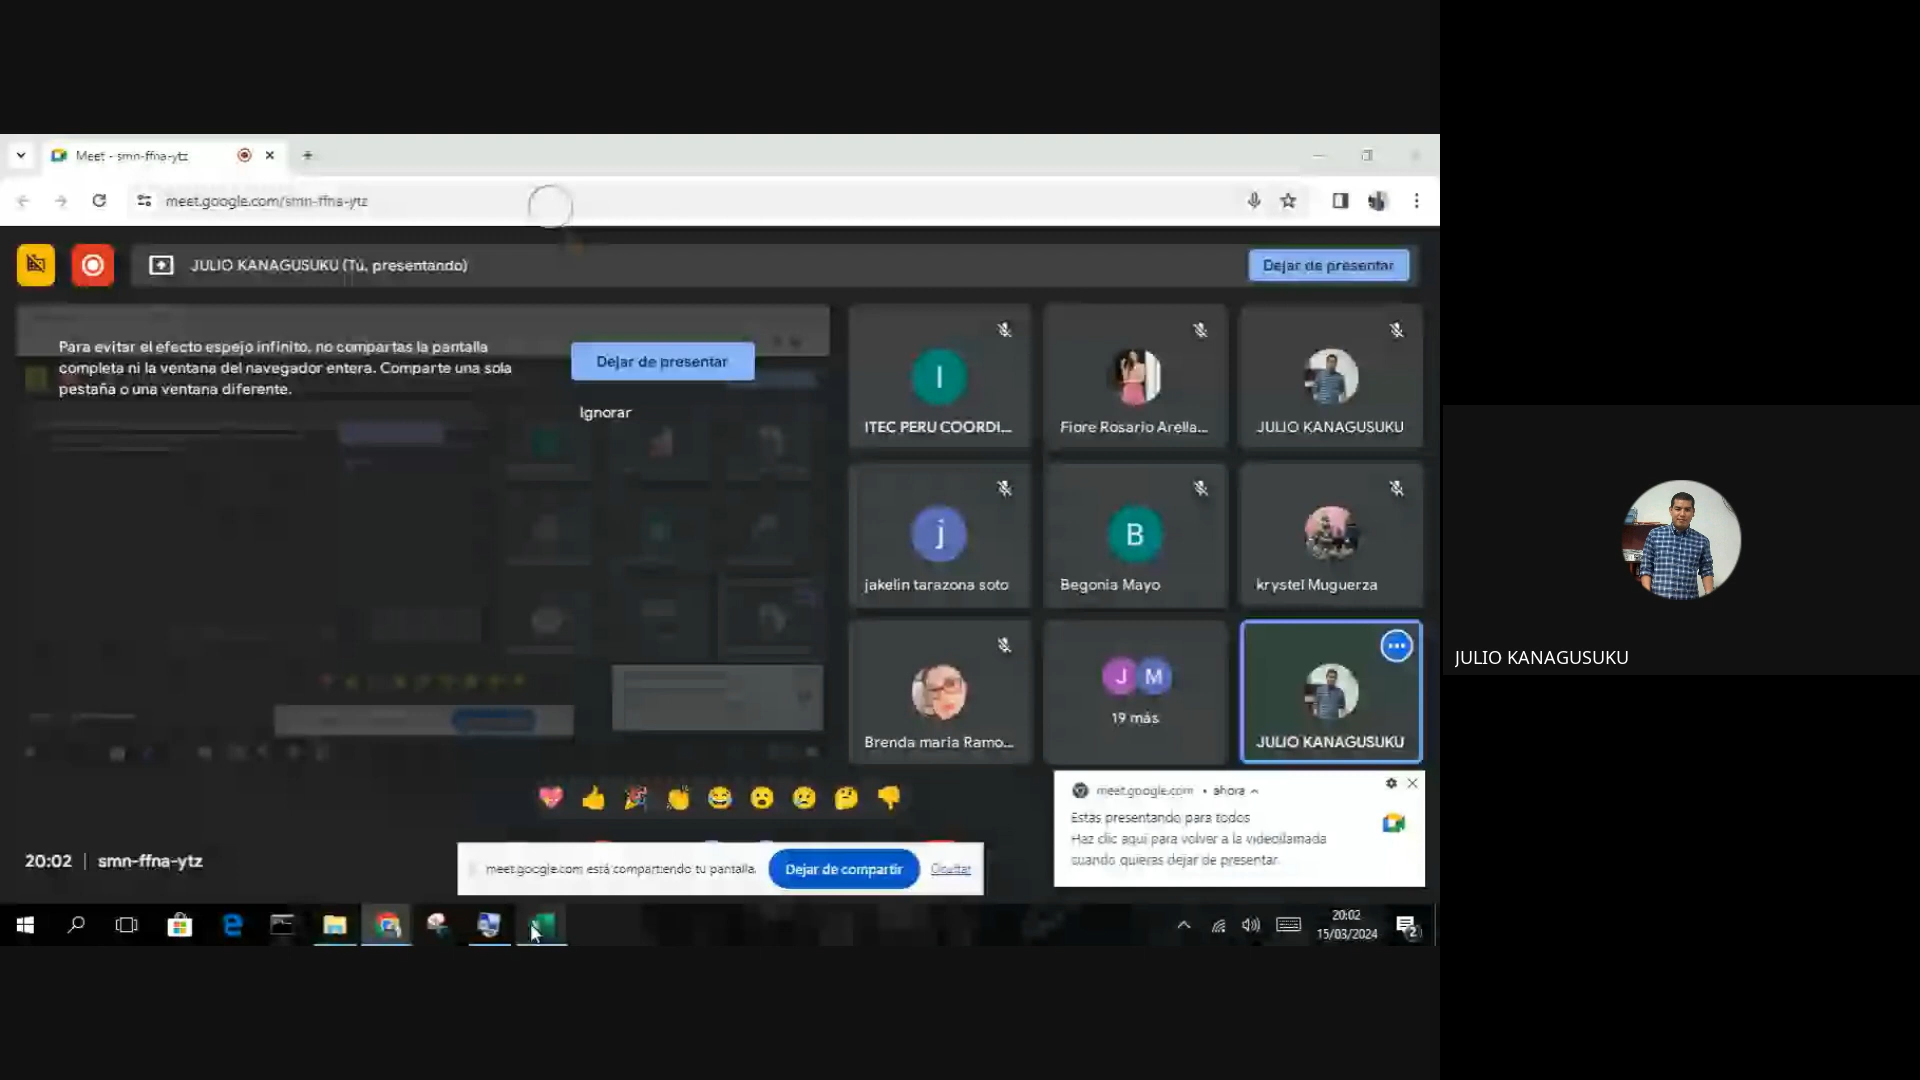 Meet - smn-ffna-ytz
meet.google.com/smn-ffna-ytz
JULIO KANAGUSUKU (Tú, presentando)
Dejar de presentar
Para evitar el efecto espejo infinito, no compartas la pantalla
completa ni la ventana del navegador entera. Comparte una sola
pestaña o una ventana diferente.
Dejar de presentar
Ignorar
I
ITEC PERU COORDI...
Fiore Rosario Arella...
JULIO KANAGUSUKU
j
jakelin tarazona soto
B
Begonia Mayo
krystel Muguerza
Brenda maria Ramo...
J M
19 más
JULIO KANAGUSUKU
JULIO KANAGUSUKU
meet.google.com • ahora
Estás presentando para todos
Haz clic aquí para volver a la videollamada
cuando quieras dejar de presentar.
20:02 | smn-ffna-ytz
meet.google.com está compartiendo tu pantalla.
Dejar de compartir
Ocultar
20:02
15/03/2024
2